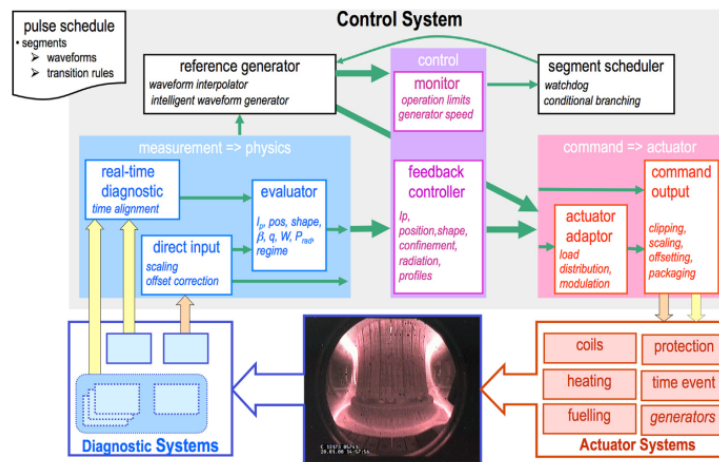 Control System
pulse schedule
• segments
➢ waveforms
➢ transition rules
reference generator
waveform interpolator
intelligent waveform generator
control
monitor
operation limits
generator speed
segment scheduler
watchdog
conditional branching
measurement => physics
real-time
diagnostic
time alignment
evaluator
Ip, pos, shape,
β, q, W, Prad,
regime
direct input
scaling
offset correction
feedback
controller
Ip,
position,shape,
confinement,
radiation,
profiles
command => actuator
command
output
clipping,
scaling,
offsetting,
packaging
actuator
adaptor
load
distribution,
modulation
Diagnostic Systems
coils
protection
heating
time event
fuelling
generators
Actuator Systems